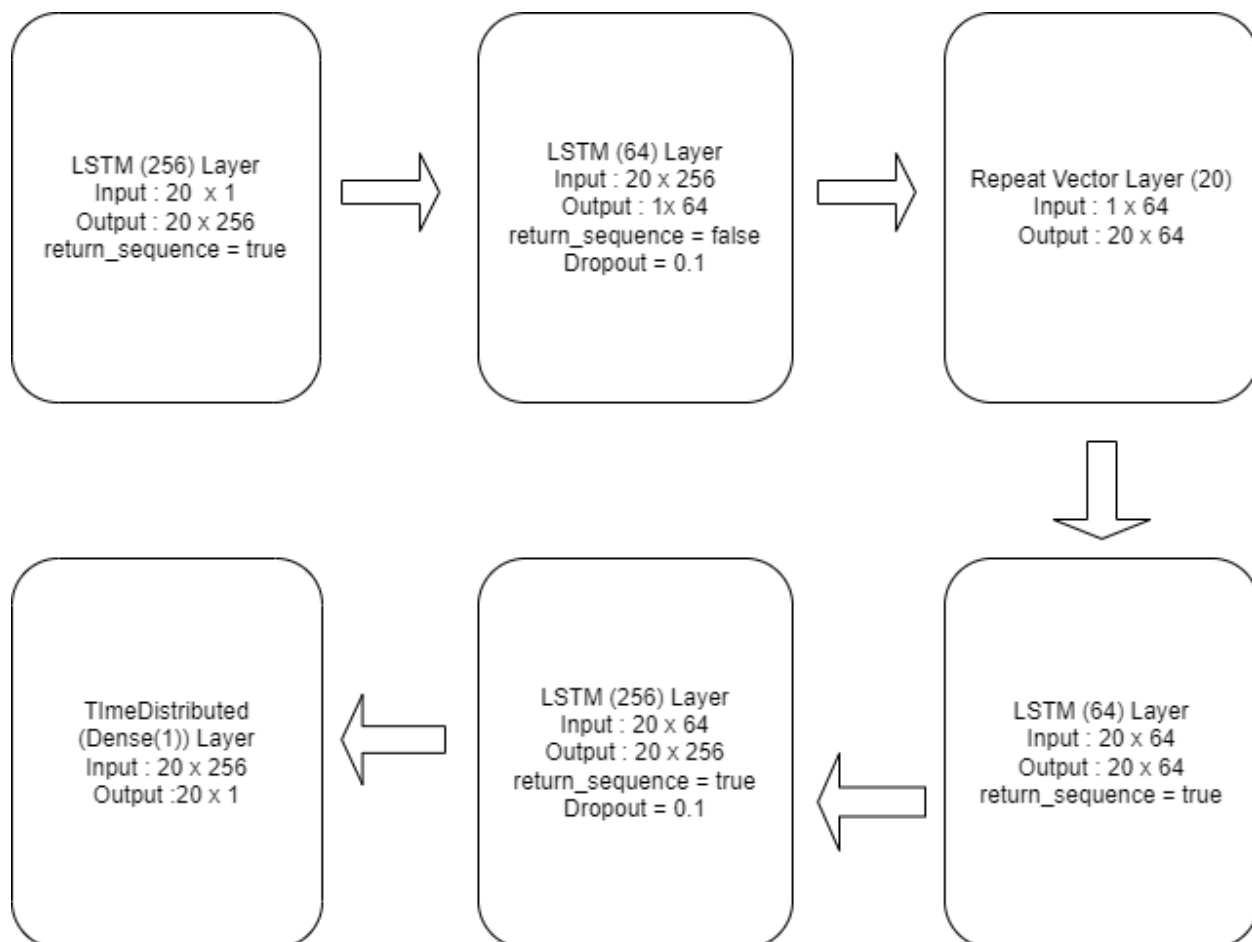 LSTM (256) Layer
Input : 20  x 1
Output : 20 x 256
return_sequence = true
LSTM (64) Layer
Input : 20 x 256
Output : 1x 64
return_sequence = false
Dropout = 0.1
Repeat Vector Layer (20)
Input : 1 x 64
Output : 20 x 64
LSTM (64) Layer
Input : 20 x 64
Output : 20 x 64
return_sequence = true
LSTM (256) Layer
Input : 20 x 64
Output : 20 x 256
return_sequence = true
Dropout = 0.1
TImeDistributed
(Dense(1)) Layer
Input : 20 x 256
Output :20 x 1